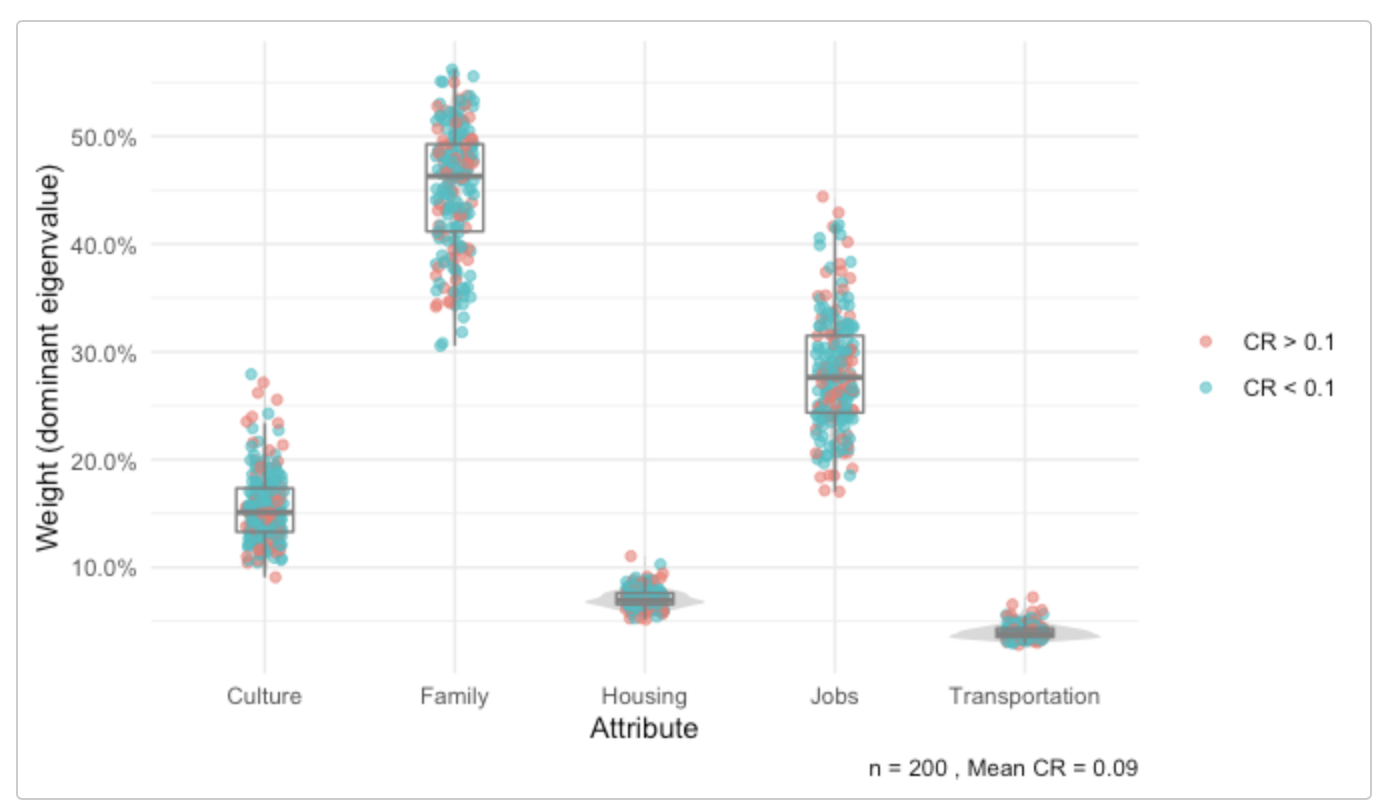 Weight (dominant eigenvalue)
50.0%
40.0%
30.0%
20.0%
10.0%
Culture
Family
Housing
Jobs
Transportation
Attribute
CR > 0.1
CR < 0.1
n = 200 , Mean CR = 0.09